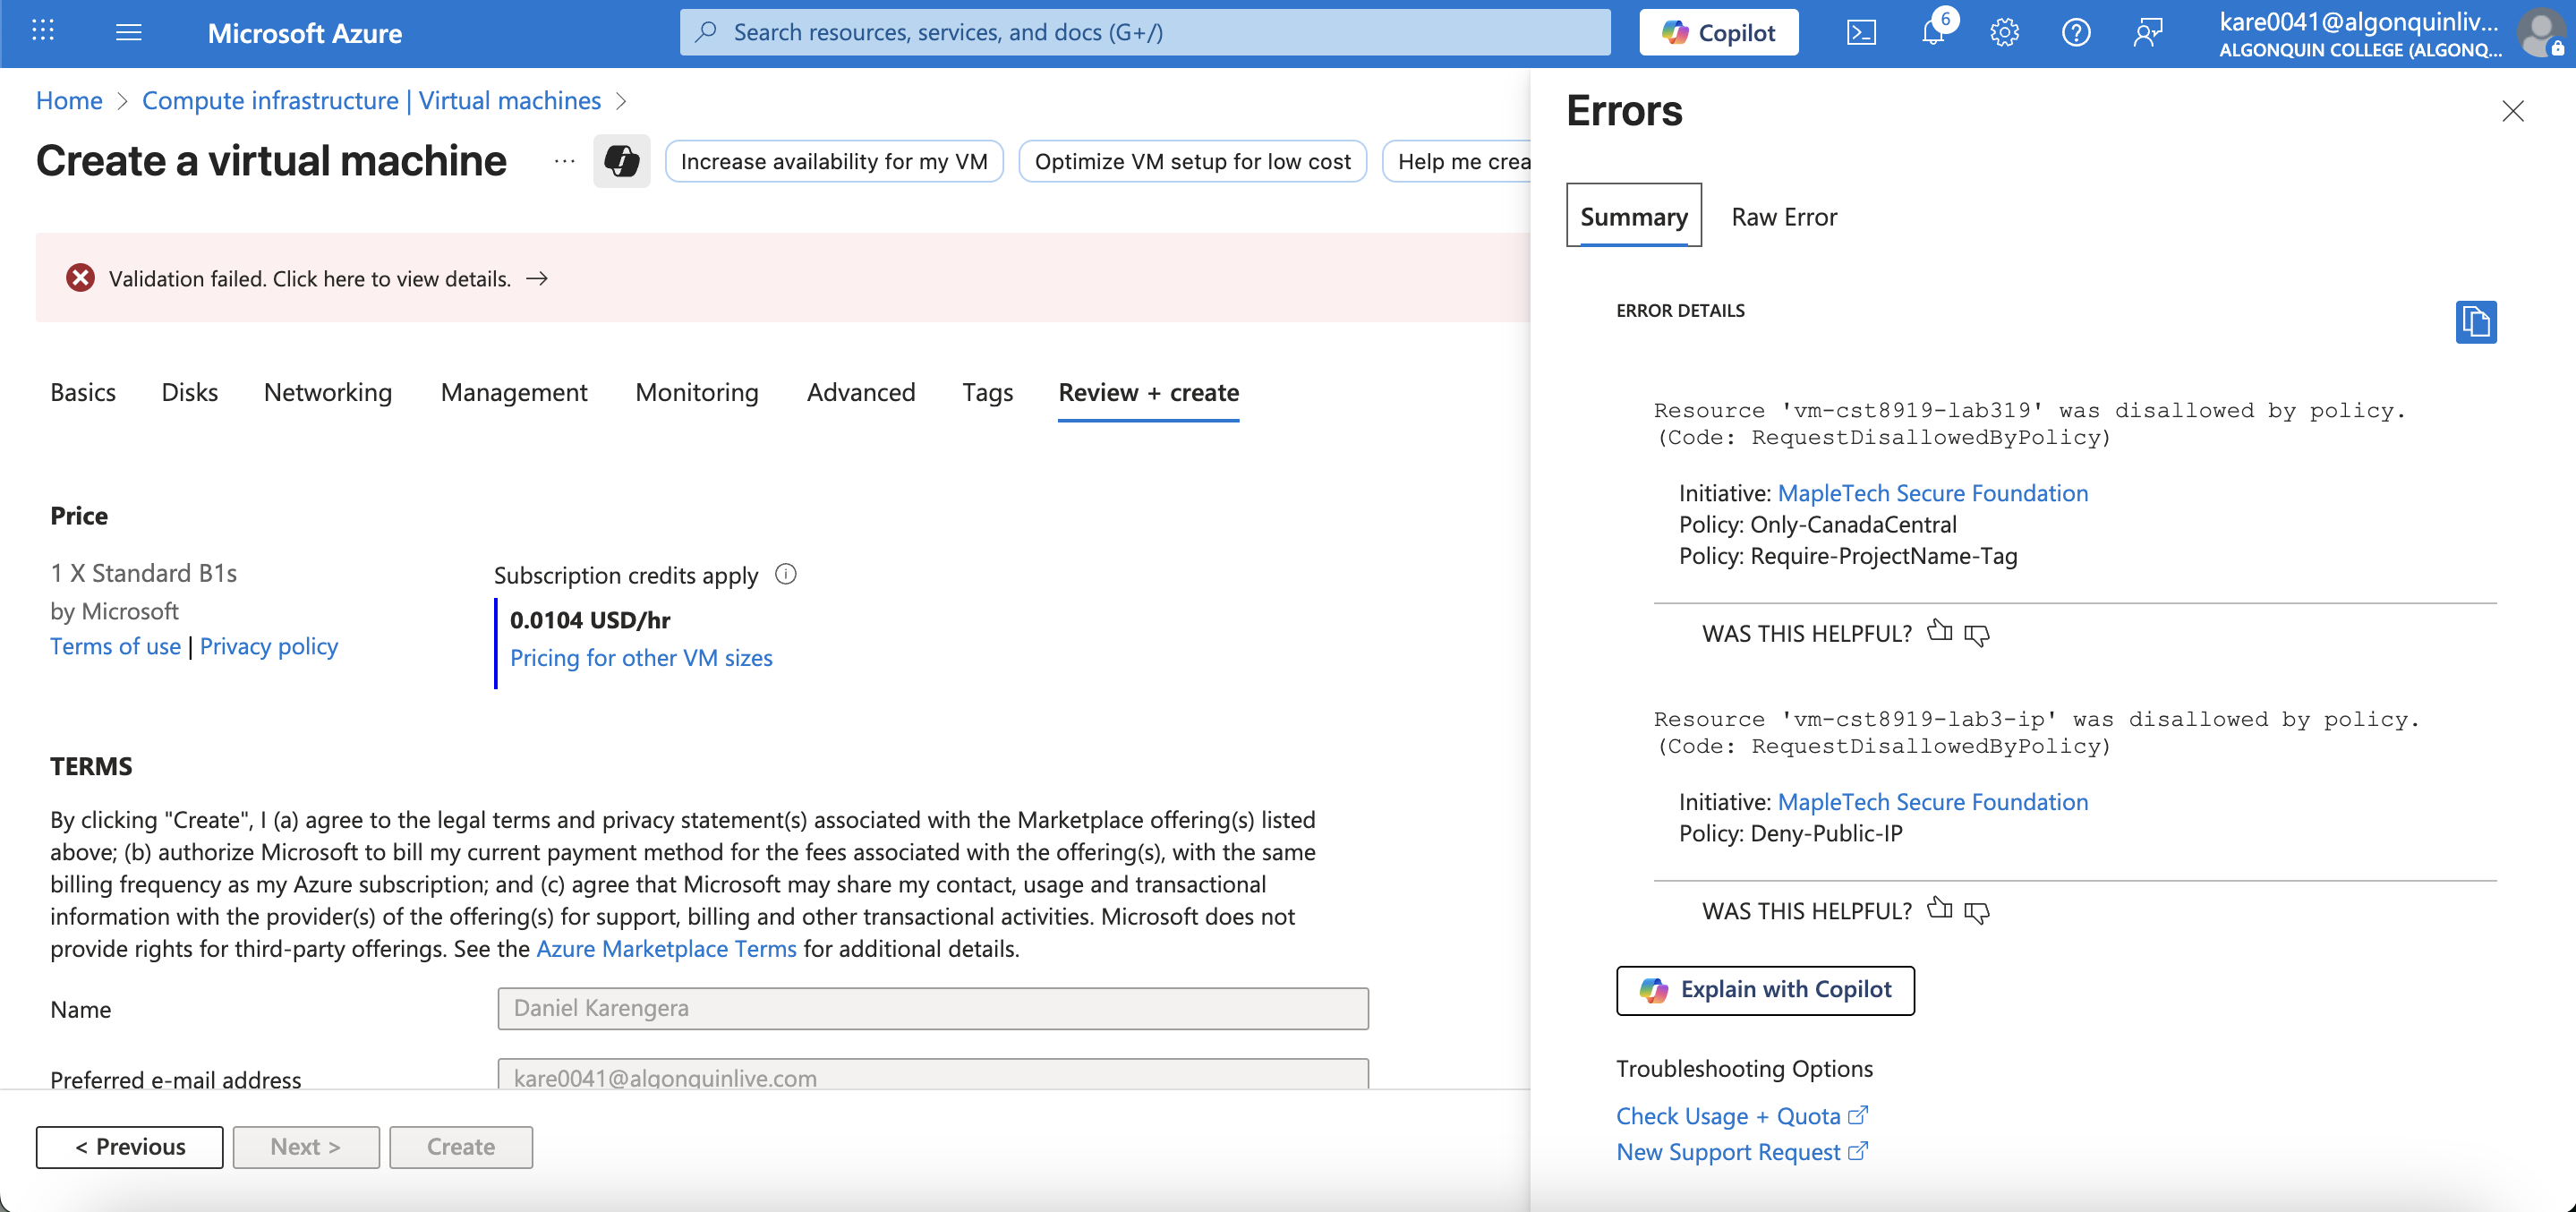 Microsoft Azure
Search resources, services, and docs (G+/)
Copilot
6
kare0041@algonquinliv...
ALGONQUIN COLLEGE (ALGONQ...
Home > Compute infrastructure | Virtual machines >
Create a virtual machine
...
Increase availability for my VM
Optimize VM setup for low cost
Help me crea
Validation failed. Click here to view details. →
Basics
Disks
Networking
Management
Monitoring
Advanced
Tags
Review + create
Price
1 X Standard B1s
by Microsoft
Terms of use | Privacy policy
Subscription credits apply
0.0104 USD/hr
Pricing for other VM sizes
TERMS
By clicking "Create", I (a) agree to the legal terms and privacy statement(s) associated with the Marketplace offering(s) listed
above; (b) authorize Microsoft to bill my current payment method for the fees associated with the offering(s), with the same
billing frequency as my Azure subscription; and (c) agree that Microsoft may share my contact, usage and transactional
information with the provider(s) of the offering(s) for support, billing and other transactional activities. Microsoft does not
provide rights for third-party offerings. See the Azure Marketplace Terms for additional details.
Name
Daniel Karengera
Preferred e-mail address
kare0041@algonquinlive.com
< Previous
Next >
Create
Errors
Summary
Raw Error
ERROR DETAILS
Resource 'vm-cst8919-lab319' was disallowed by policy.
(Code: RequestDisallowedByPolicy)
Initiative: MapleTech Secure Foundation
Policy: Only-CanadaCentral
Policy: Require-ProjectName-Tag
WAS THIS HELPFUL?
Resource 'vm-cst8919-lab3-ip' was disallowed by policy.
(Code: RequestDisallowedByPolicy)
Initiative: MapleTech Secure Foundation
Policy: Deny-Public-IP
WAS THIS HELPFUL?
Explain with Copilot
Troubleshooting Options
Check Usage + Quota
New Support Request